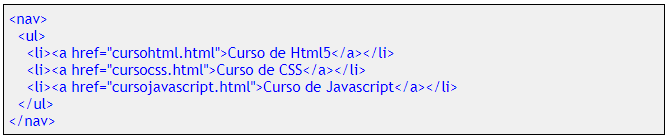 <nav>
<ul>
<li><a href="cursohtml.html">Curso de Html5</a></li>
<li><a href="cursocss.html">Curso de CSS</a></li>
<li><a href="cursojavascript.html">Curso de Javascript</a></li>
</ul>
</nav>